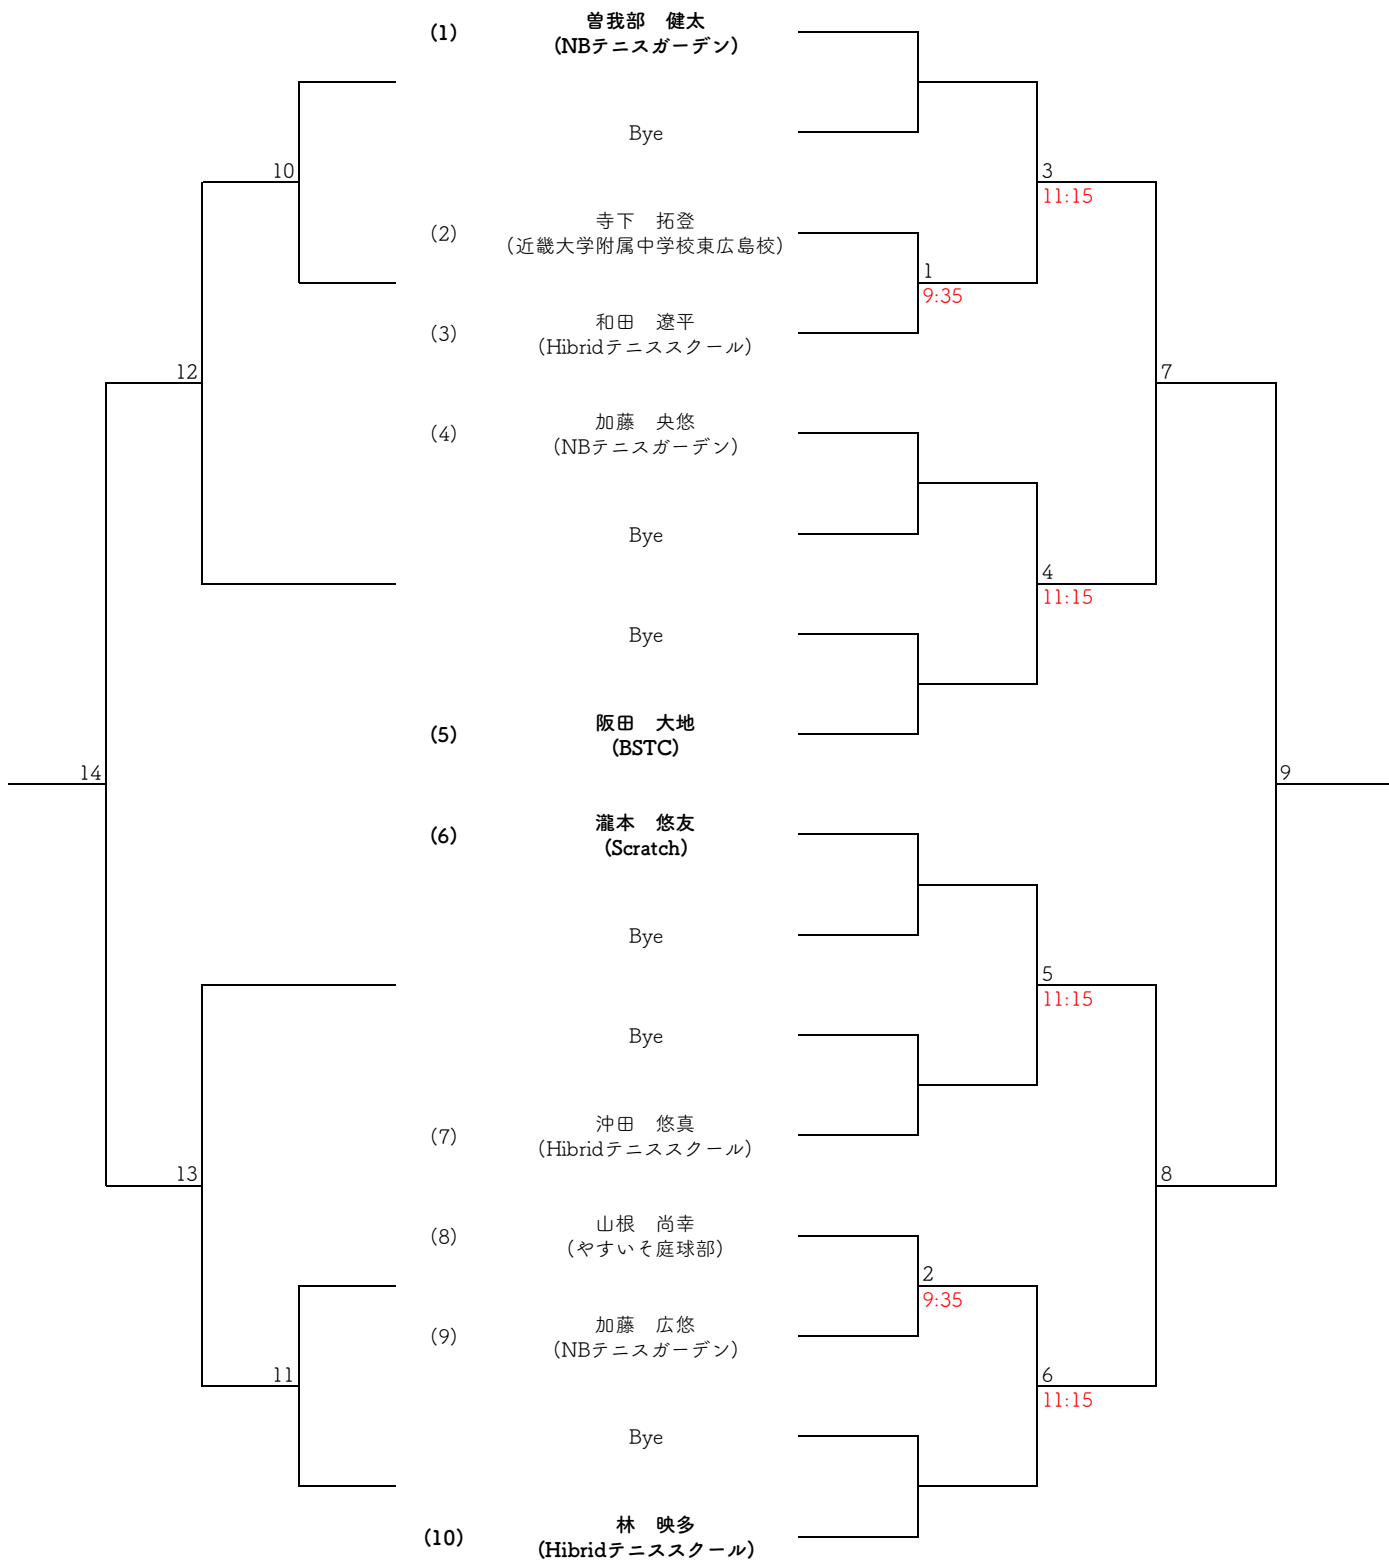 (1)
曽我部　健太
(NBテニスガーデン)
Bye
10
3
11:15
(2)
寺下　拓登
(近畿大学附属中学校東広島校)
1
9:35
(3)
和田　遼平
(Hibridテニススクール)
12
7
(4)
加藤　央悠
(NBテニスガーデン)
Bye
4
11:15
Bye
(5)
阪田　大地
(BSTC)
14
9
(6)
瀧本　悠友
(Scratch)
Bye
5
11:15
Bye
(7)
沖田　悠真
(Hibridテニススクール)
13
8
(8)
山根　尚幸
(やすいそ庭球部)
2
9:35
(9)
加藤　広悠
(NBテニスガーデン)
11
6
11:15
Bye
(10)
林　映多
(Hibridテニススクール)